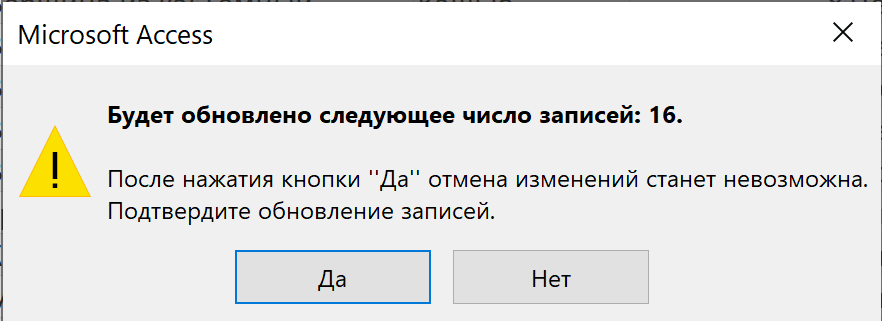 Microsoft Access
Будет обновлено следующее число записей: 16.
После нажатия кнопки ''Да'' отмена изменений станет невозможна.
Подтвердите обновление записей.
Да
Нет